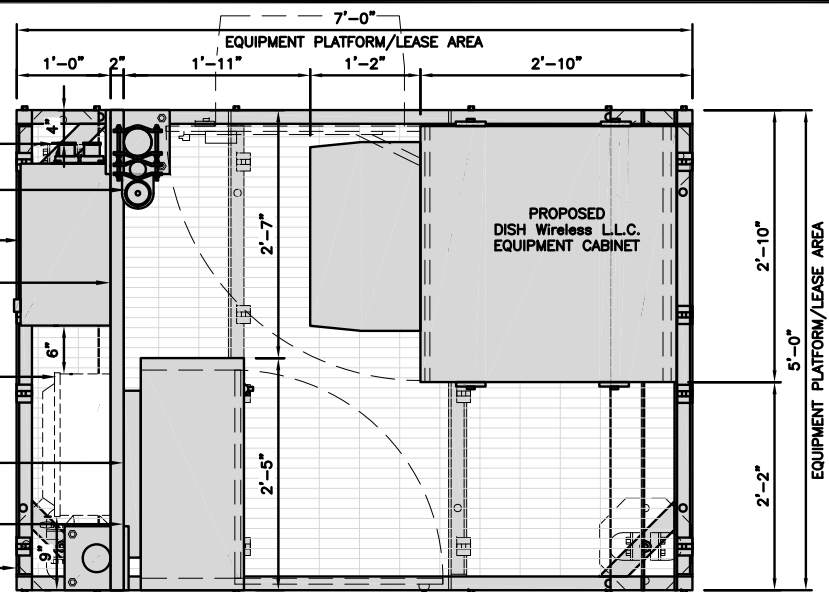 7'-0"
EQUIPMENT PLATFORM/LEASE AREA
1'-0" 2" 1'-11" 1'-2" 2'-10"
4"
PROPOSED
DISH Wireless L.L.C.
EQUIPMENT CABINET
2'-7"
2'-10"
5'-0"
EQUIPMENT PLATFORM/LEASE AREA
6"
2'-5"
2'-2"
9"